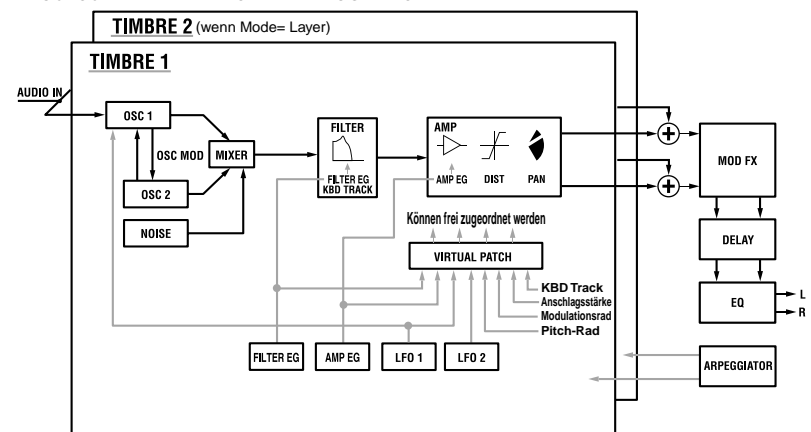 TIMBRE 2 (wenn Mode= Layer)
TIMBRE 1
AUDIO IN
OSC 1
OSC MOD
MIXER
OSC 2
NOISE
FILTER
FILTER EG
KBD TRACK
AMP
AMP EG
DIST
PAN
MOD FX
DELAY
EQ
L
R
Können frei zugeordnet werden
VIRTUAL PATCH
KBD Track
Anschlagsstärke
Modulationsrad
Pitch-Rad
FILTER EG
AMP EG
LFO 1
LFO 2
ARPEGGIATOR